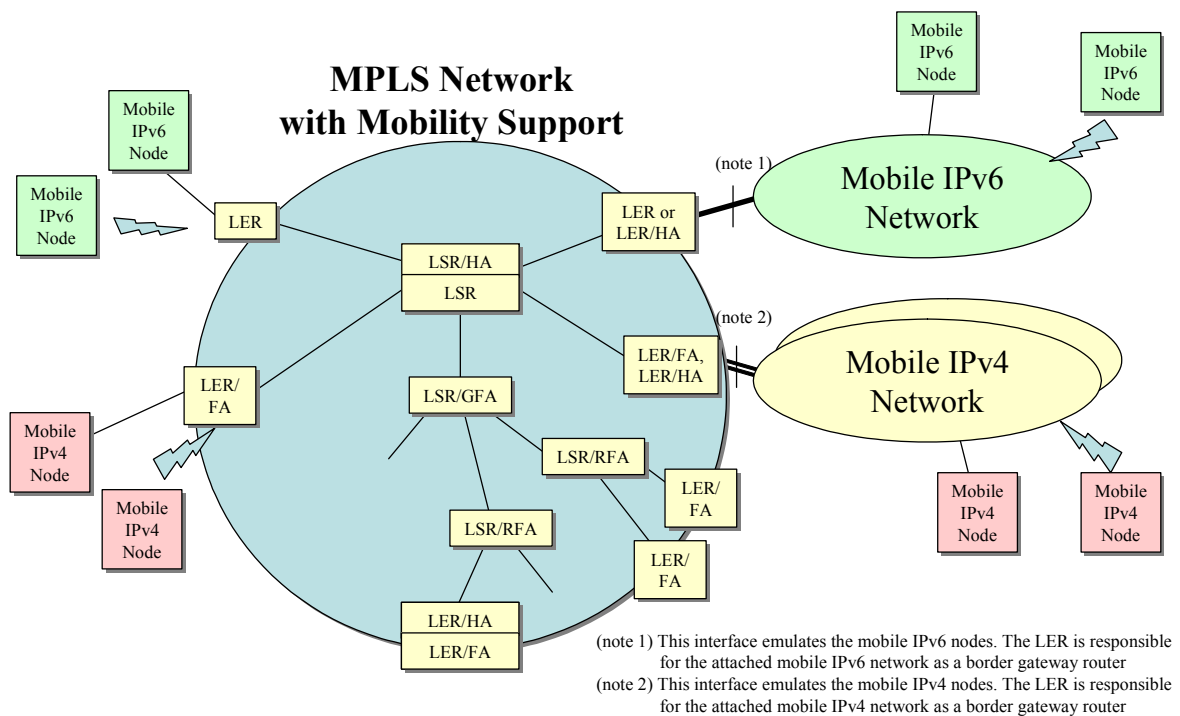 MPLS Network
with Mobility Support
Mobile
IPv6
Node
Mobile
IPv6
Node
LER
Mobile
IPv6
Node
Mobile
IPv6
Node
(note 1)
Mobile IPv6
Network
LER or
LER/HA
LSR/HA
LSR
(note 2)
Mobile IPv4
Network
LER/FA,
LER/HA
LER/
FA
LSR/GFA
Mobile
IPv4
Node
Mobile
IPv4
Node
LSR/RFA
LER/
FA
LSR/RFA
LER/
FA
Mobile
IPv4
Node
Mobile
IPv4
Node
LER/HA
LER/FA
(note 1) This interface emulates the mobile IPv6 nodes. The LER is responsible
for the attached mobile IPv6 network as a border gateway router
(note 2) This interface emulates the mobile IPv4 nodes. The LER is responsible
for the attached mobile IPv4 network as a border gateway router